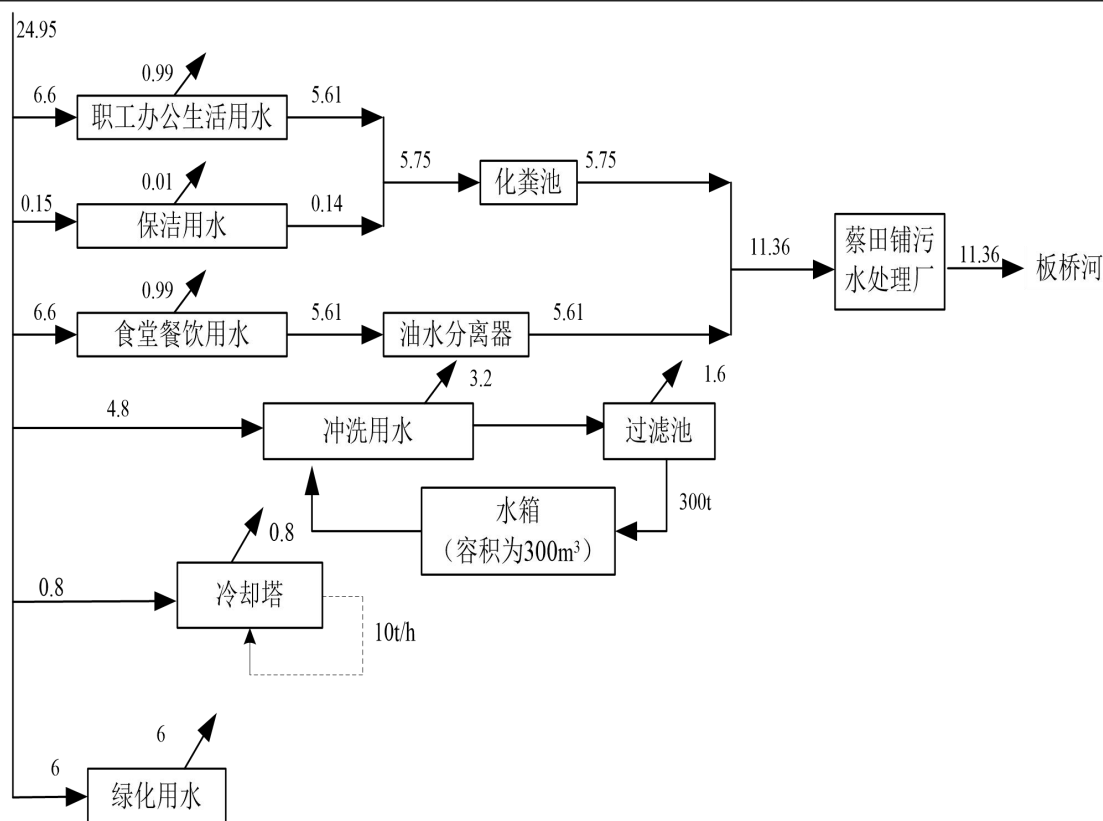 24.95
0.99
6.6
职工办公生活用水
5.61
0.01
5.75
化粪池
5.75
0.15
保洁用水
0.14
0.99
11.36
蔡田铺污
水处理厂
11.36
板桥河
6.6
食堂餐饮用水
5.61
油水分离器
5.61
3.2
1.6
4.8
冲洗用水
过滤池
300t
水箱
（容积为300m³）
0.8
0.8
冷却塔
10t/h
6
6
绿化用水